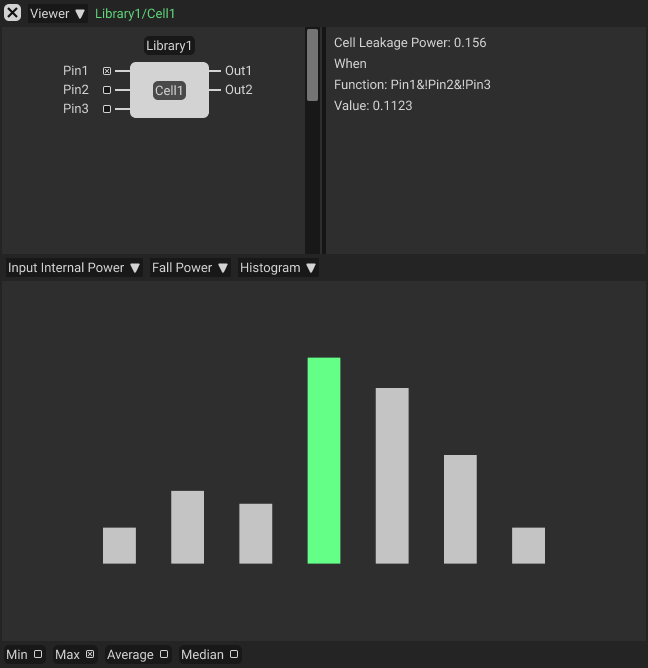 Viewer Library1/Cell1
Library1
Pin1 Out1
Pin2 Cell1 Out2
Pin3
Cell Leakage Power: 0.156
When
Function: Pin1&!Pin2&!Pin3
Value: 0.1123
Input Internal Power Fall Power Histogram
Min Max Average Median